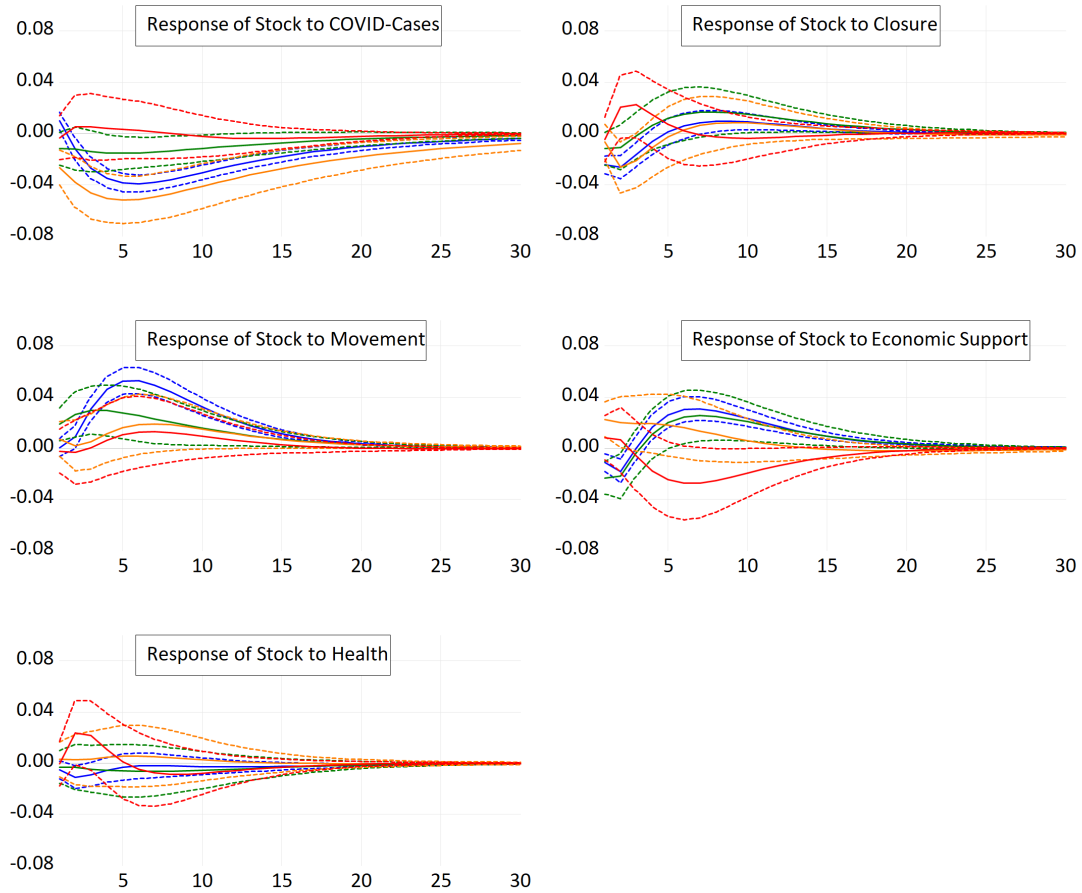 Response of Stock to COVID-Cases
0.08
0.04
0.00
-0.04
-0.08
5 10 15 20 25 30
Response of Stock to Closure
0.08
0.04
0.00
-0.04
-0.08
5 10 15 20 25 30
Response of Stock to Movement
0.08
0.04
0.00
-0.04
-0.08
5 10 15 20 25 30
Response of Stock to Economic Support
0.08
0.04
0.00
-0.04
-0.08
5 10 15 20 25 30
Response of Stock to Health
0.08
0.04
0.00
-0.04
-0.08
5 10 15 20 25 30